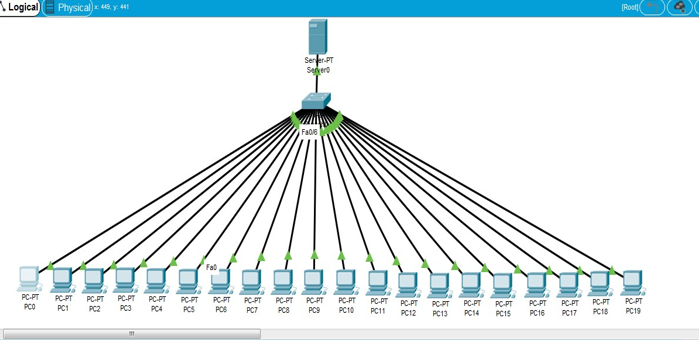 Logical
Physical
x: 449, y: 441
[Root]
Server-PT
Server0
Fa0/6
Fa0
PC-PT
PC0
PC-PT
PC1
PC-PT
PC2
PC-PT
PC3
PC-PT
PC4
PC-PT
PC5
PC-PT
PC6
PC-PT
PC7
PC-PT
PC8
PC-PT
PC9
PC-PT
PC10
PC-PT
PC11
PC-PT
PC12
PC-PT
PC13
PC-PT
PC14
PC-PT
PC15
PC-PT
PC16
PC-PT
PC17
PC-PT
PC18
PC-PT
PC19